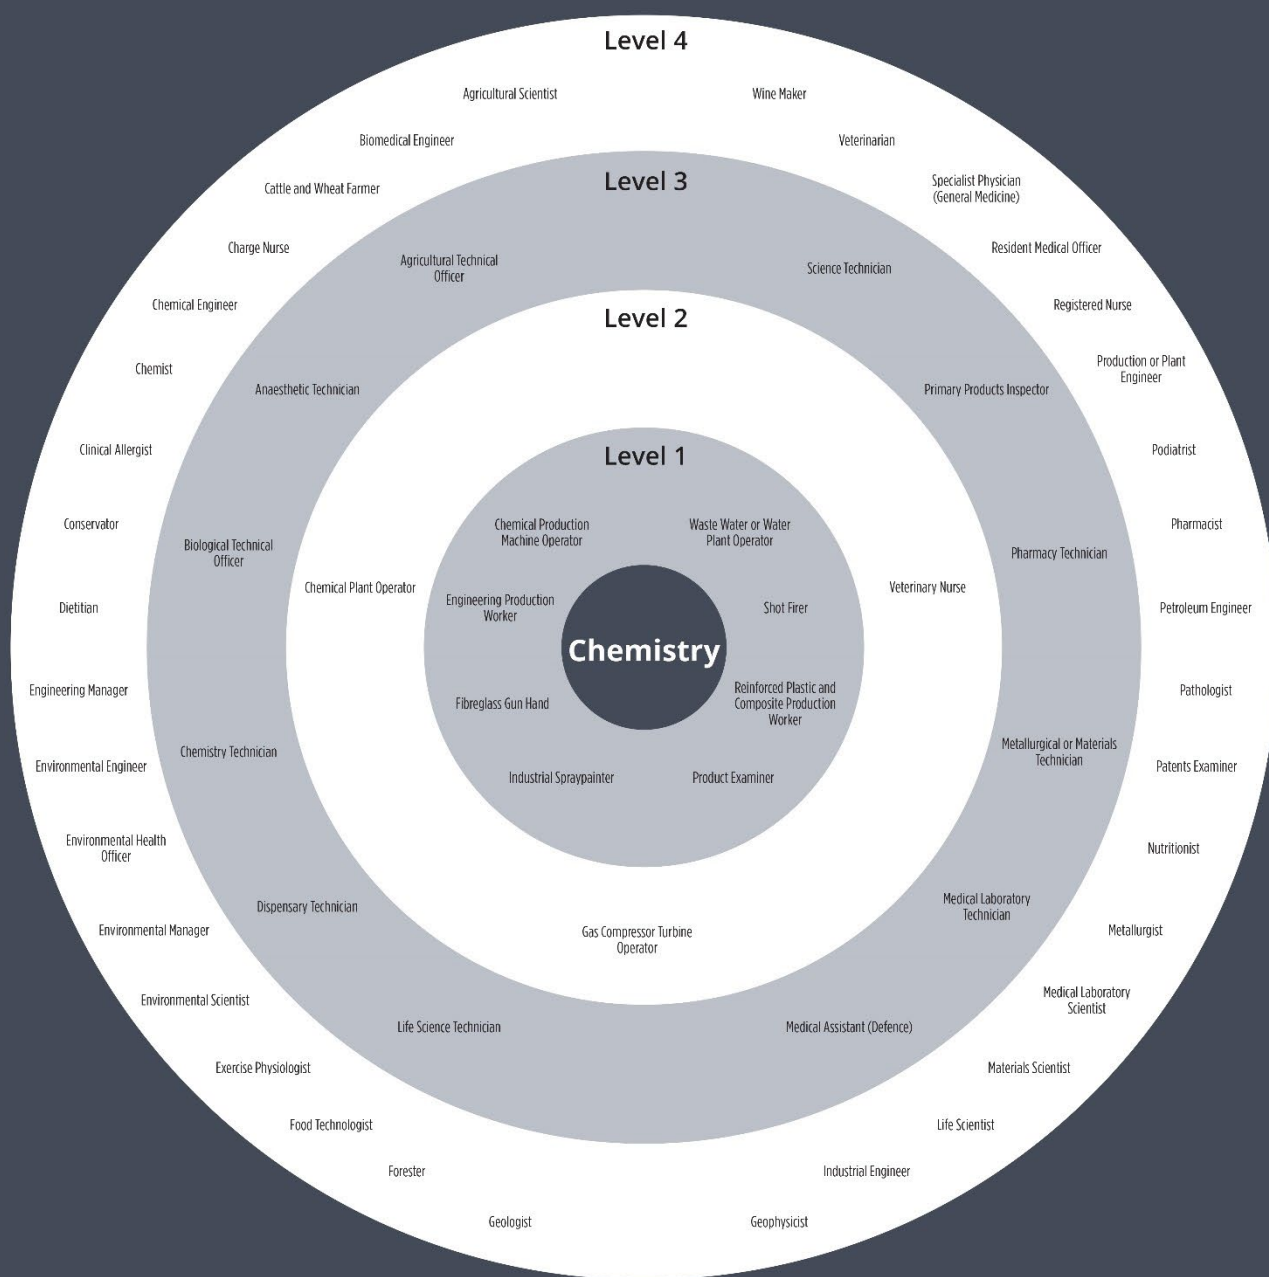 Level 4
Agricultural Scientist
Wine Maker
Biomedical Engineer
Veterinarian
Cattle and Wheat Farmer
Specialist Physician
(General Medicine)
Charge Nurse
Resident Medical Officer
Chemical Engineer
Registered Nurse
Chemist
Production or Plant
Engineer
Clinical Allergist
Podiatrist
Conservator
Pharmacist
Dietitian
Petroleum Engineer
Engineering Manager
Pathologist
Environmental Engineer
Patents Examiner
Environmental Health
Officer
Nutritionist
Environmental Manager
Metallurgist
Environmental Scientist
Medical Laboratory
Scientist
Exercise Physiologist
Materials Scientist
Food Technologist
Life Scientist
Forester
Industrial Engineer
Geologist
Geophysicist
Level 3
Agricultural Technical
Officer
Science Technician
Anaesthetic Technician
Primary Products Inspector
Biological Technical
Officer
Pharmacy Technician
Chemistry Technician
Metallurgical or Materials
Technician
Dispensary Technician
Medical Laboratory
Technician
Life Science Technician
Medical Assistant (Defence)
Level 2
Chemical Plant Operator
Veterinary Nurse
Gas Compressor Turbine
Operator
Level 1
Chemical Production
Machine Operator
Waste Water or Water
Plant Operator
Engineering Production
Worker
Shot Firer
Fibreglass Gun Hand
Reinforced Plastic and
Composite Production
Worker
Industrial Spraypainter
Product Examiner
Chemistry